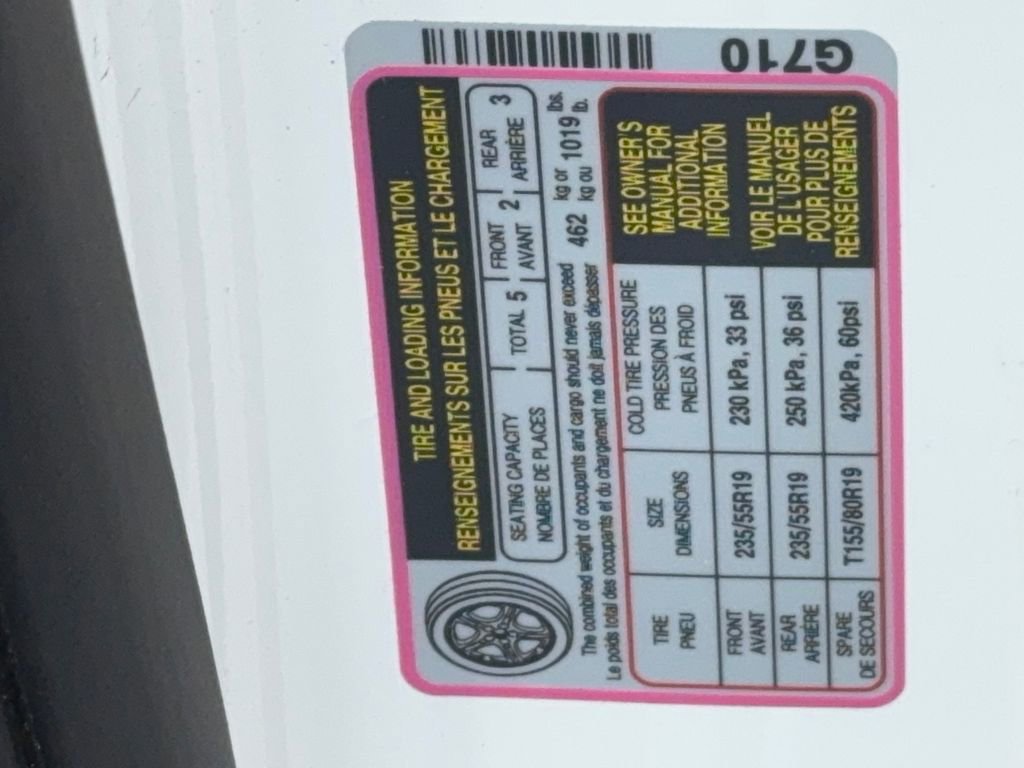 G710
TIRE AND LOADING INFORMATION
RENSEIGNEMENTS SUR LES PNEUS ET LE CHARGEMENT
SEATING CAPACITY
NOMBRE DE PLACES
TOTAL 5
FRONT
AVANT 2
REAR
ARRIÈRE 3
The combined weight of occupants and cargo should never exceed 462 kg or 1019 lbs.
Le poids total des occupants et du chargement ne doit jamais dépasser kg ou lb.
TIRE SIZE COLD TIRE PRESSURE
PNEU DIMENSIONS PRESSION DES
PNEUS À FROID
FRONT
AVANT 235/55R19 230 kPa, 33 psi
REAR
ARRIÈRE 235/55R19 250 kPa, 36 psi
SPARE
DE SECOURS T155/80R19 420kPa, 60psi
SEE OWNER'S
MANUAL FOR
ADDITIONAL
INFORMATION
VOIR LE MANUEL
DE L'USAGER
POUR PLUS DE
RENSEIGNEMENTS